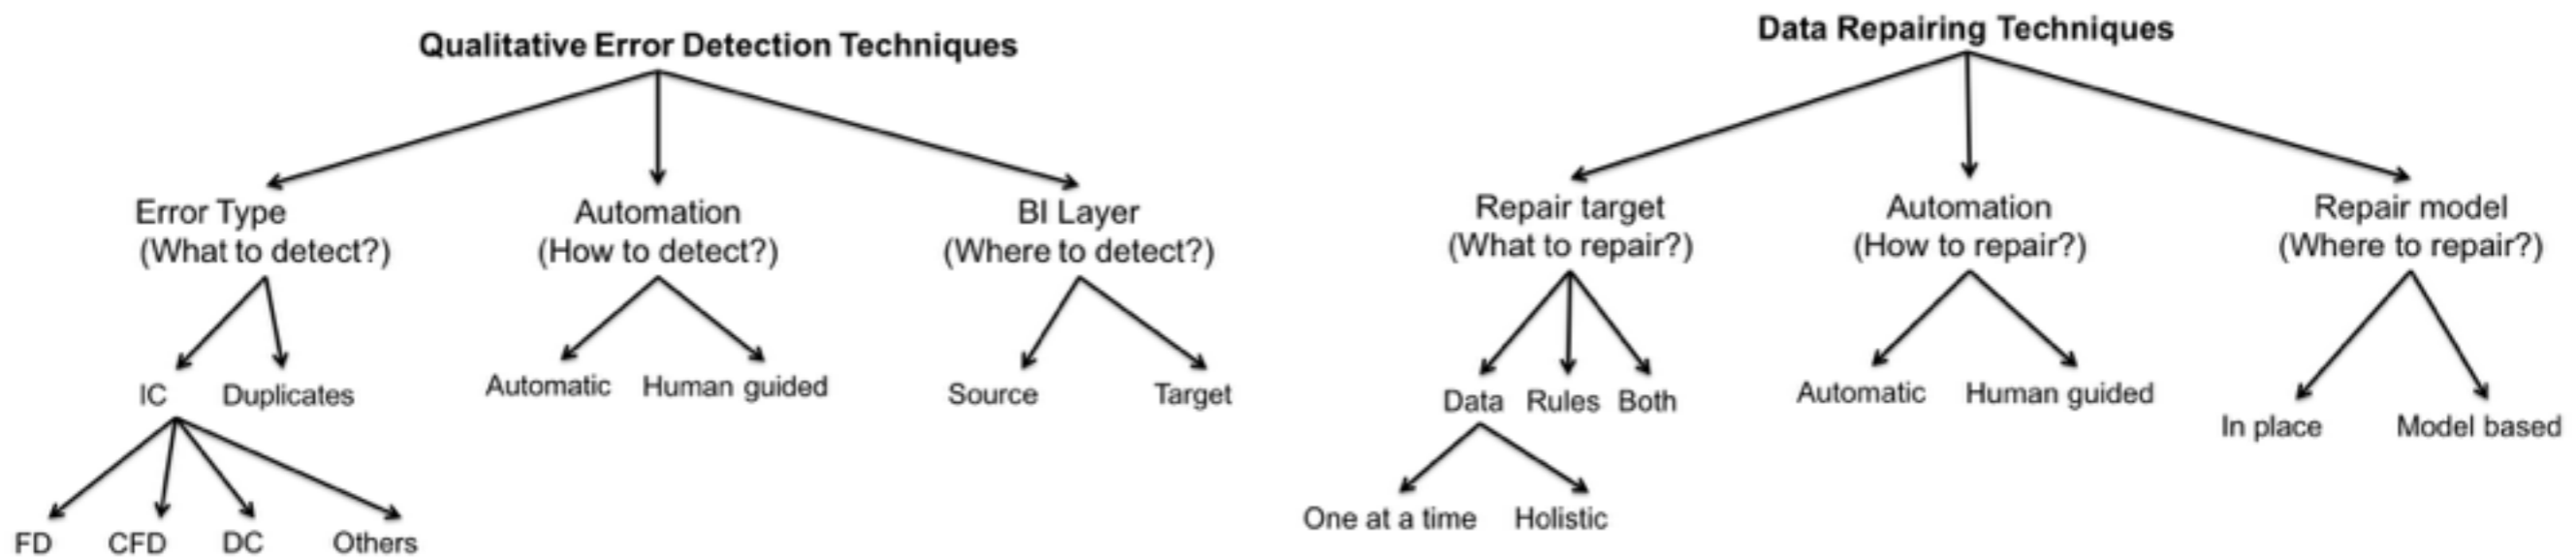 Qualitative Error Detection Techniques
Error Type
(What to detect?)
Automation
(How to detect?)
BI Layer
(Where to detect?)
IC
Duplicates
Automatic
Human guided
Source
Target
FD
CFD
DC
Others
Data Repairing Techniques
Repair target
(What to repair?)
Automation
(How to repair?)
Repair model
(Where to repair?)
Data
Rules
Both
Automatic
Human guided
In place
Model based
One at a time
Holistic